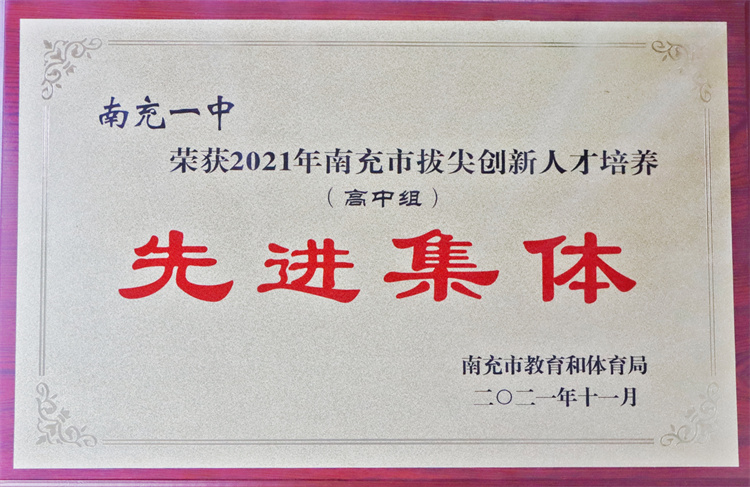 南充一中
荣获2021年南充市拔尖创新人才培养
（高中组）
先进集体
南充市教育和体育局
二〇二一年十一月